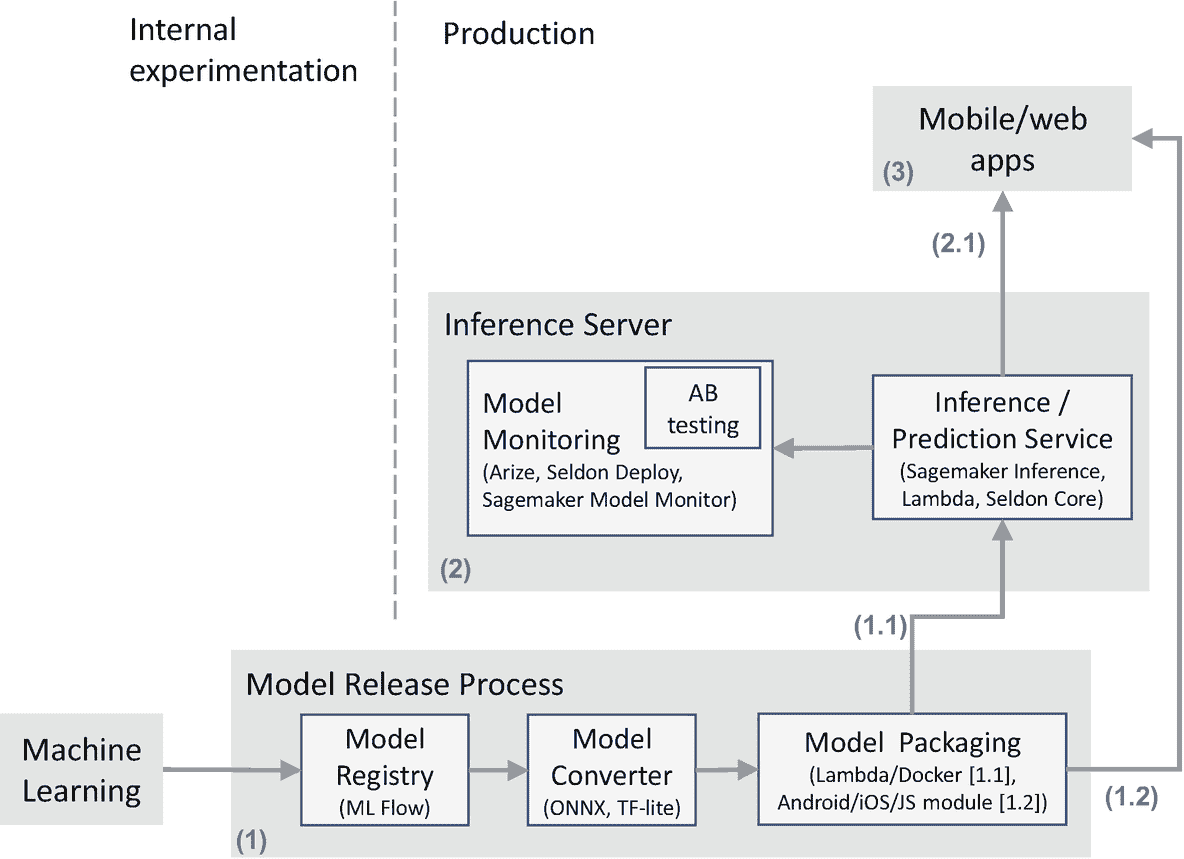 Internal
experimentation
Production
Mobile/web
apps
(3)
(2.1)
Inference Server
Model
Monitoring
(Arize, Seldon Deploy,
Sagemaker Model Monitor)
AB
testing
Inference /
Prediction Service
(Sagemaker Inference,
Lambda, Seldon Core)
(2)
(1.1)
Model Release Process
Machine
Learning
Model
Registry
(ML Flow)
Model
Converter
(ONNX, TF-lite)
Model Packaging
(Lambda/Docker [1.1],
Android/iOS/JS module [1.2])
(1.2)
(1)